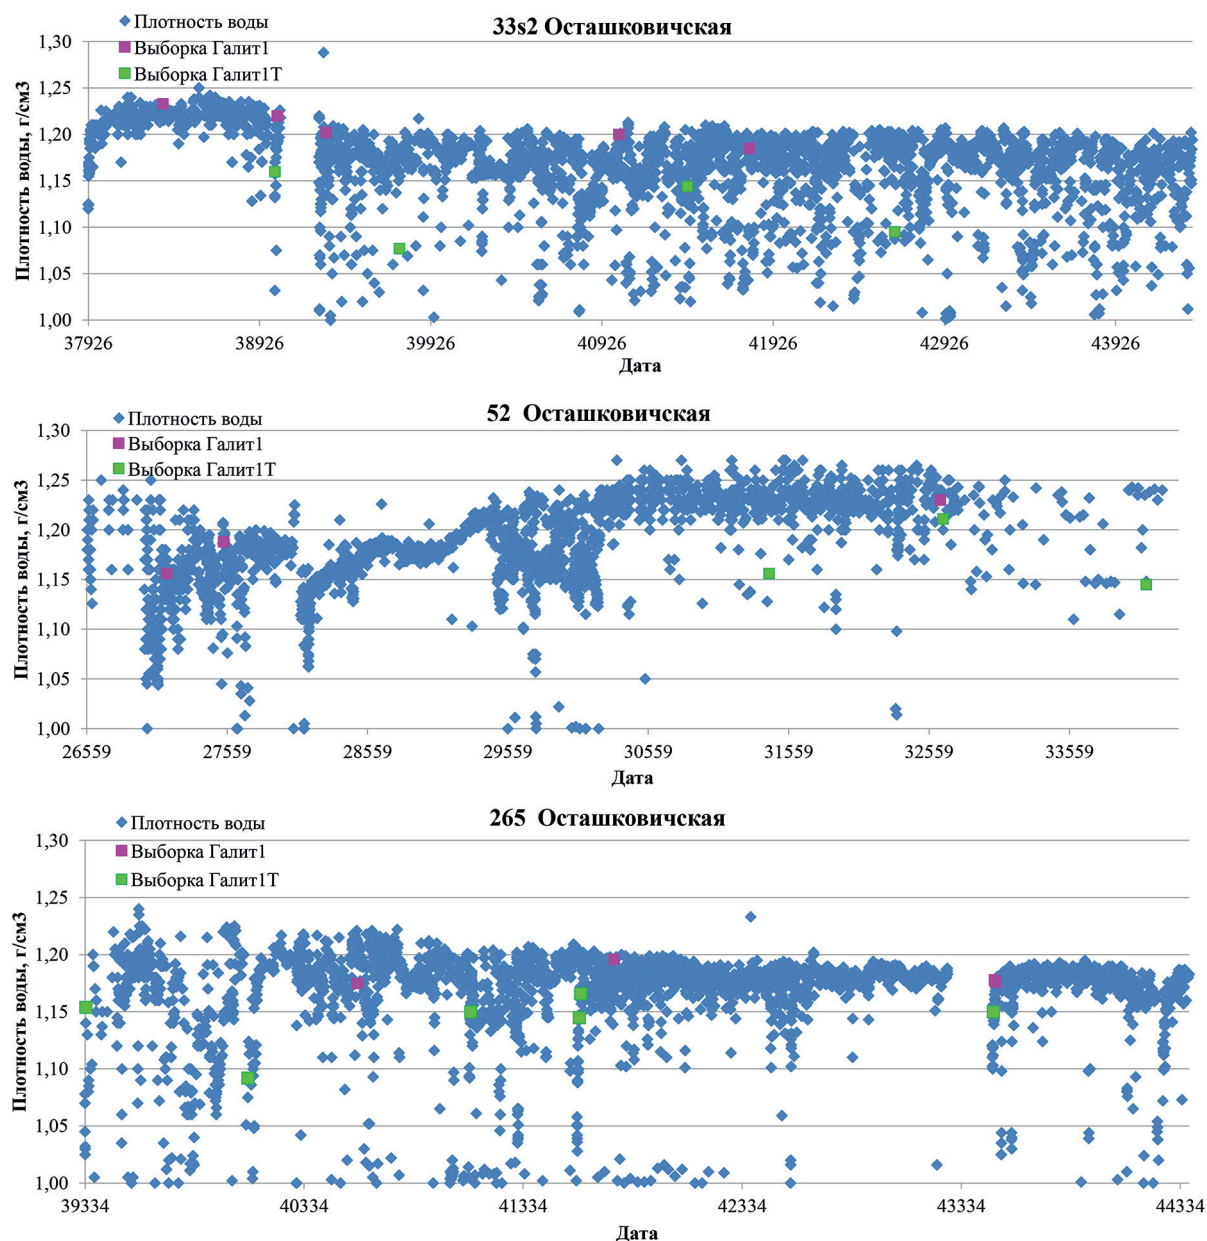 33s2 Осташковичская
Плотность воды
Выборка Галит1
Выборка Галит1Т
Плотность воды, г/см3
1,30
1,25
1,20
1,15
1,10
1,05
1,00
37926 38926 39926 40926 41926 42926 43926
Дата
52 Осташковичская
Плотность воды
Выборка Галит1
Выборка Галит1Т
Плотность воды, г/см3
1,30
1,25
1,20
1,15
1,10
1,05
1,00
26559 27559 28559 29559 30559 31559 32559 33559
Дата
265 Осташковичская
Плотность воды
Выборка Галит1
Выборка Галит1Т
Плотность воды, г/см3
1,30
1,25
1,20
1,15
1,10
1,05
1,00
39334 40334 41334 42334 43334 44334
Дата